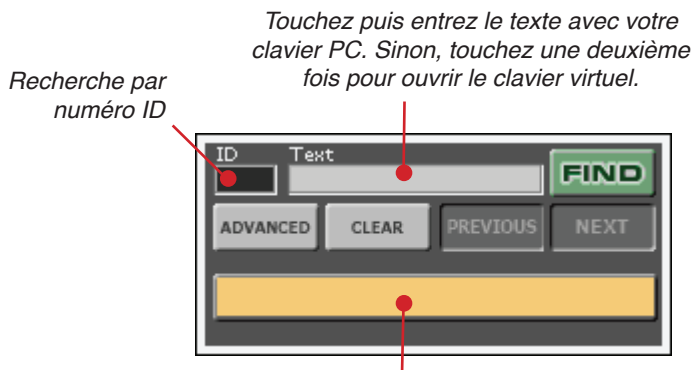 Touchez puis entrez le texte avec votre
clavier PC. Sinon, touchez une deuxième
fois pour ouvrir le clavier virtuel.
Recherche par
numéro ID
ID Text
FIND
ADVANCED CLEAR PREVIOUS NEXT